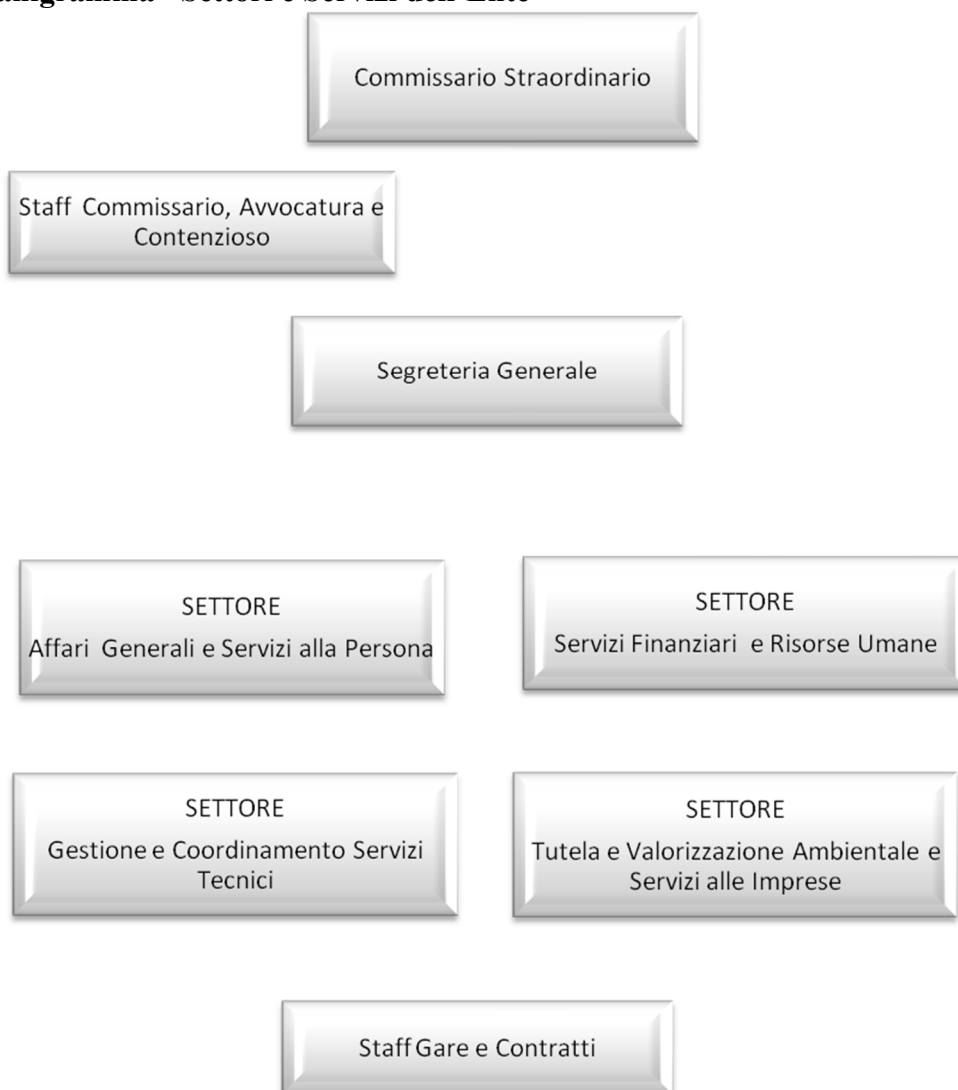 Commissario Straordinario
Staff Commissario, Avvocatura e
Contenzioso
Segreteria Generale
SETTORE
Affari Generali e Servizi alla Persona
SETTORE
Servizi Finanziari e Risorse Umane
SETTORE
Gestione e Coordinamento Servizi
Tecnici
SETTORE
Tutela e Valorizzazione Ambientale e
Servizi alle Imprese
Staff Gare e Contratti